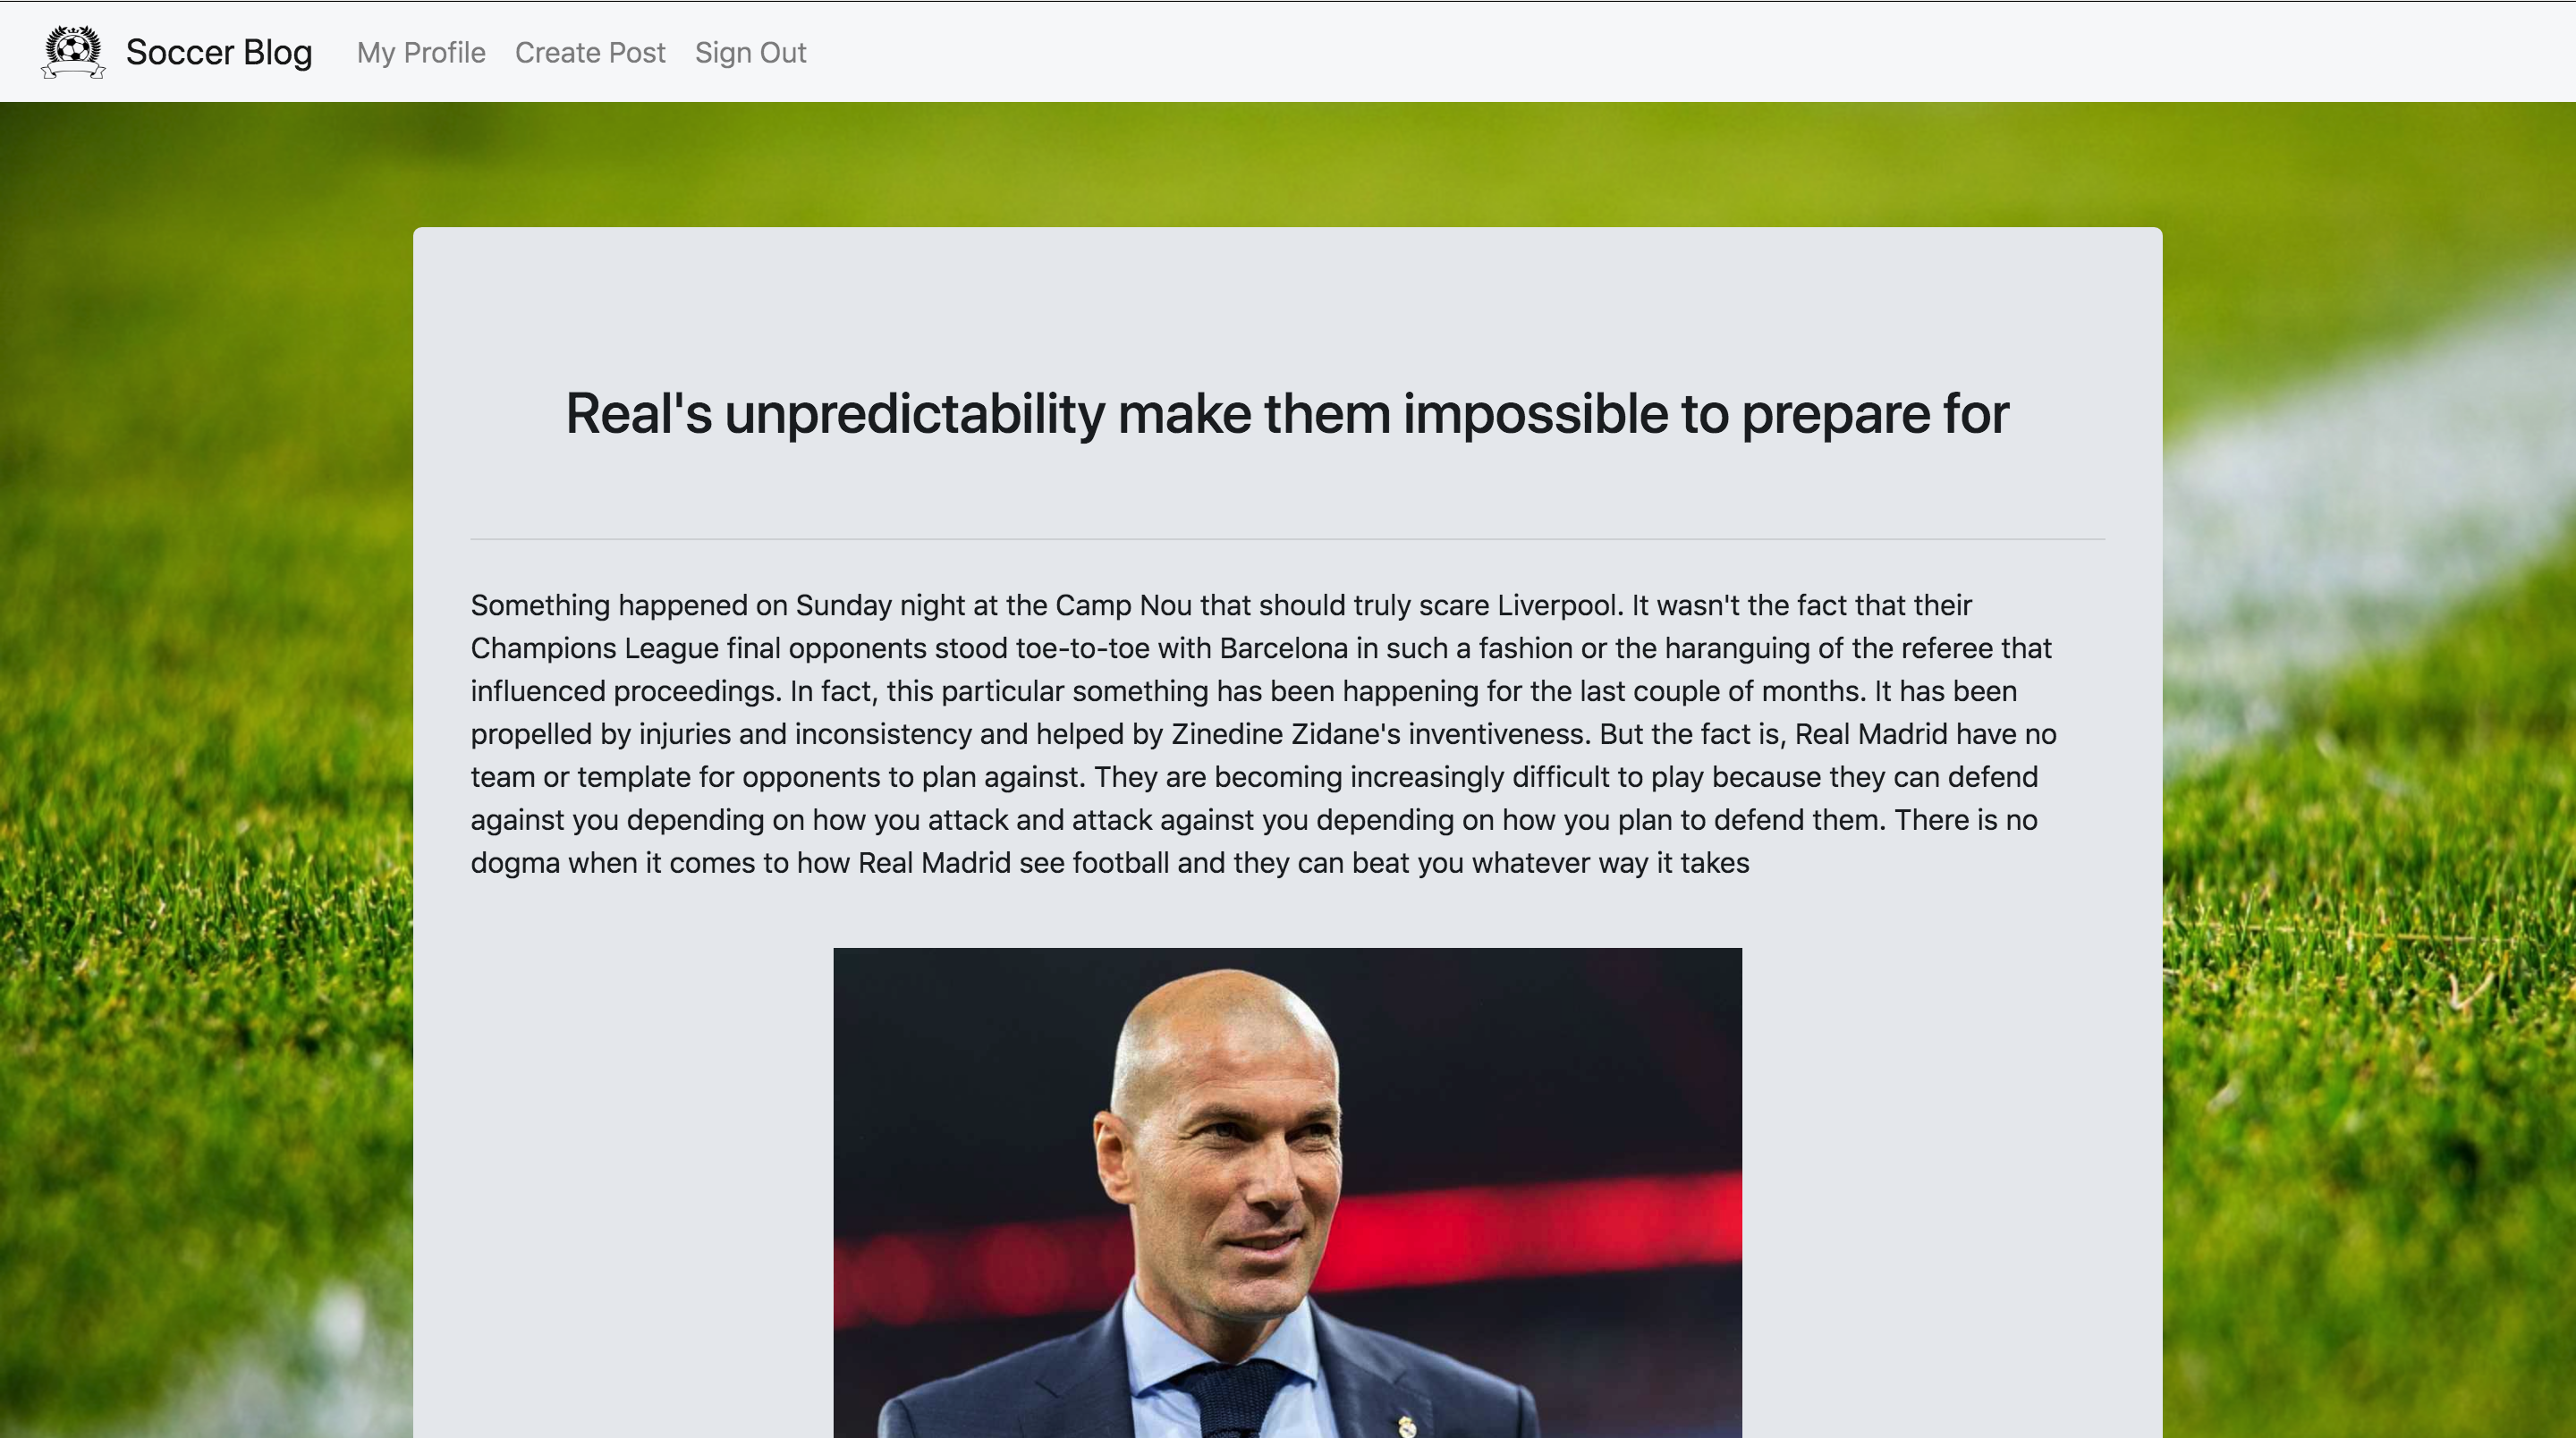 Soccer Blog My Profile Create Post Sign Out
Real's unpredictability make them impossible to prepare for
Something happened on Sunday night at the Camp Nou that should truly scare Liverpool. It wasn't the fact that their
Champions League final opponents stood toe-to-toe with Barcelona in such a fashion or the haranguing of the referee that
influenced proceedings. In fact, this particular something has been happening for the last couple of months. It has been
propelled by injuries and inconsistency and helped by Zinedine Zidane's inventiveness. But the fact is, Real Madrid have no
team or template for opponents to plan against. They are becoming increasingly difficult to play because they can defend
against you depending on how you attack and attack against you depending on how you plan to defend them. There is no
dogma when it comes to how Real Madrid see football and they can beat you whatever way it takes